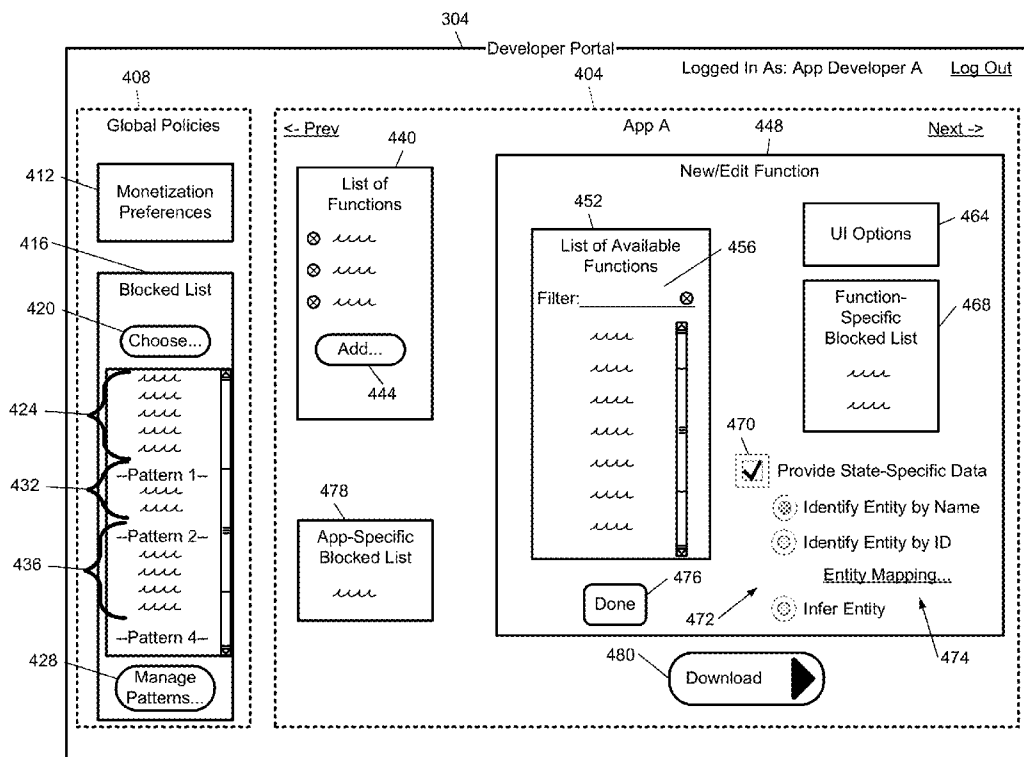 304
Developer Portal
Logged In As: App Developer A
Log Out
408
404
Global Policies
<- Prev
App A
Next ->
412
Monetization
Preferences
416
Blocked List
420
Choose...
424
--Pattern 1--
432
--Pattern 2--
436
--Pattern 4--
428
Manage
Patterns...
440
List of
Functions
Add...
444
478
App-Specific
Blocked List
448
New/Edit Function
452
List of Available
Functions
456
Filter:
464
UI Options
Function-
Specific
Blocked List
468
470
Provide State-Specific Data
Identify Entity by Name
Identify Entity by ID
Entity Mapping...
Infer Entity
472
474
476
Done
480
Download